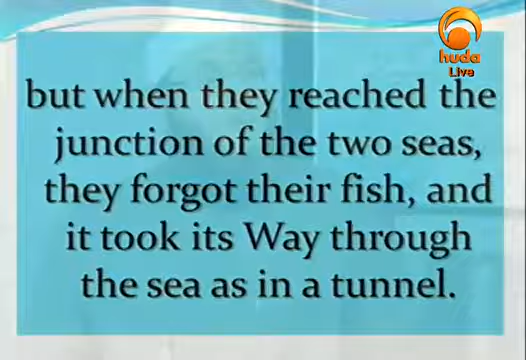 huda
Live
but when they reached the
junction of the two seas,
they forgot their fish, and
it took its Way through
the sea as in a tunnel.